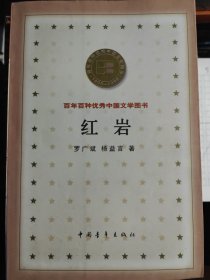 百年百种优秀中国文学图书
红岩
罗广斌 杨益言 著
中国青年出版社